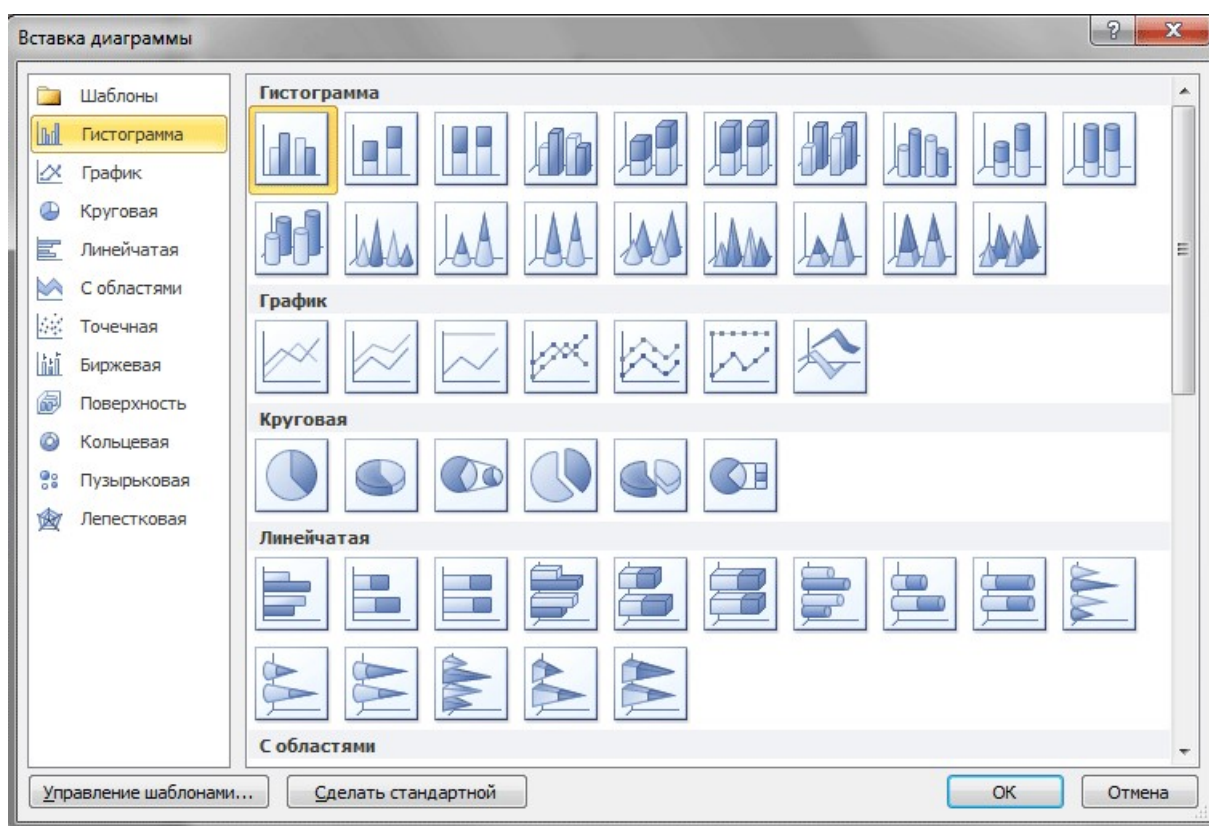 Вставка диаграммы
Шаблоны
Гистограмма
График
Круговая
Линейчатая
С областями
Точечная
Биржевая
Поверхность
Кольцевая
Пузырьковая
Лепестковая
Гистограмма
График
Круговая
Линейчатая
С областями
Управление шаблонами...
Сделать стандартной
ОК
Отмена